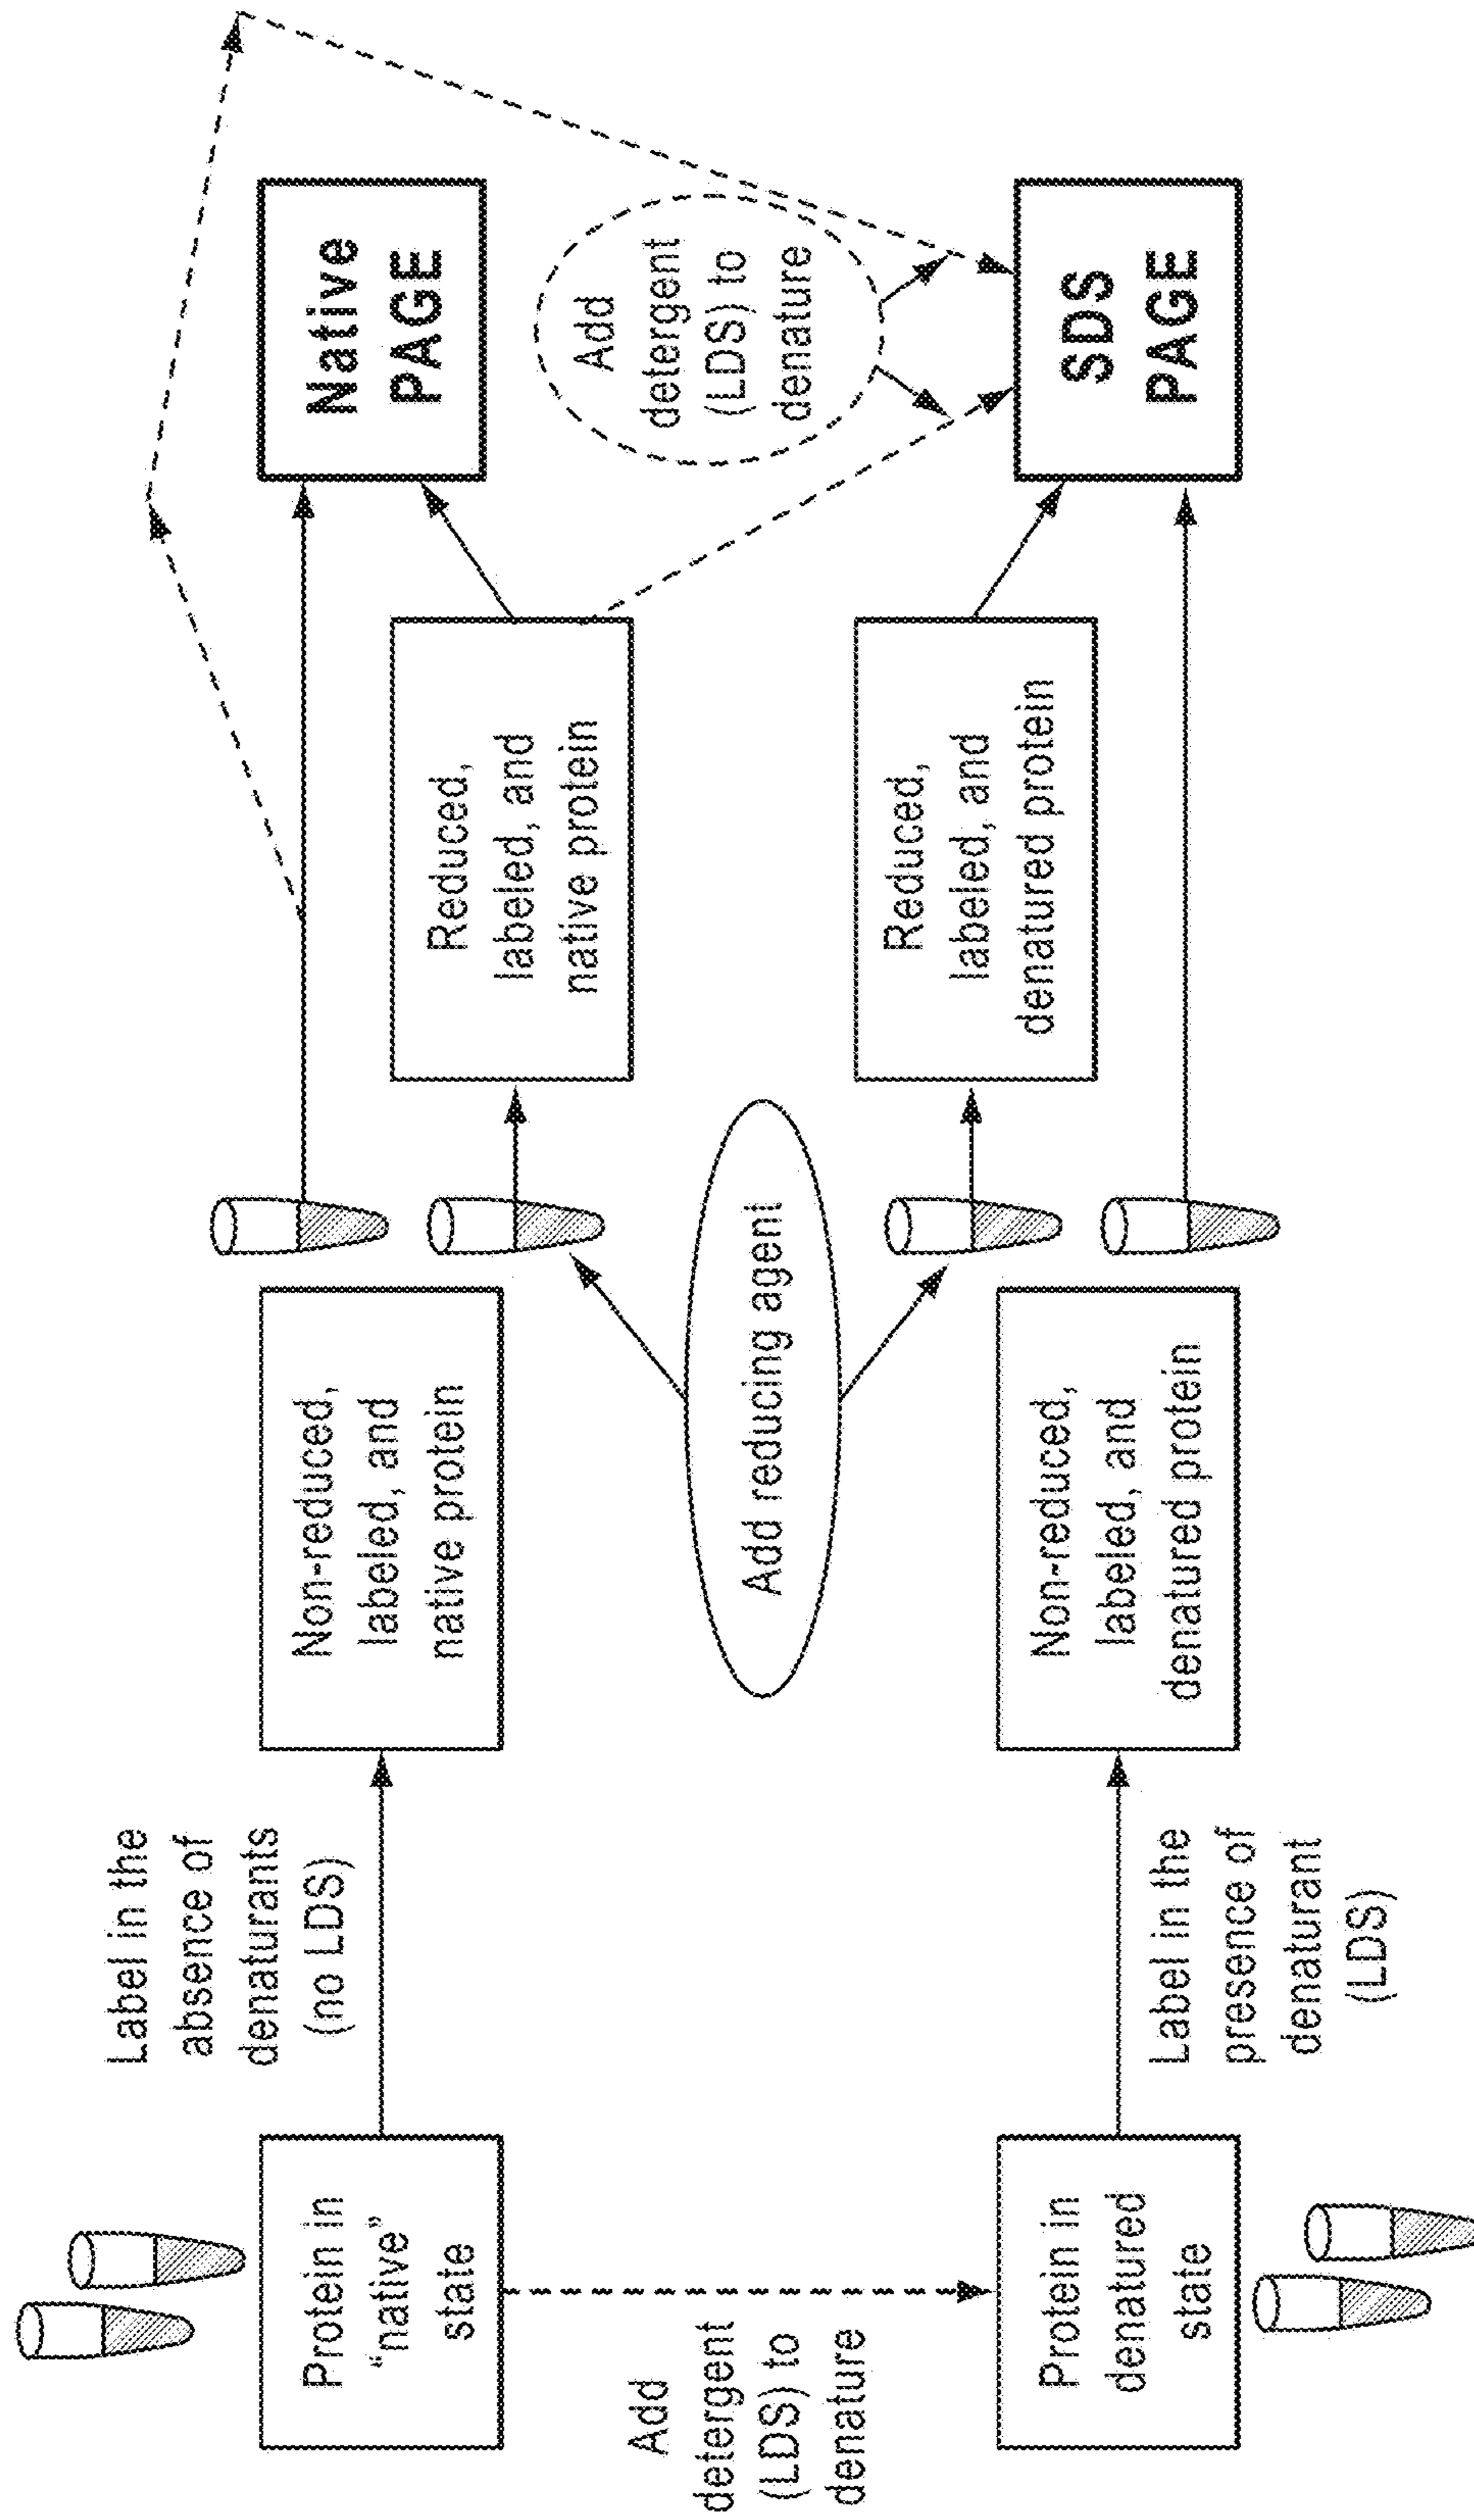 Protein in
“native”
state
Label in the
absence of
denaturants
(no LDS)
Non-reduced,
labeled, and
native protein
Reduced,
labeled, and
native protein
Native
PAGE
Add
detergent
(LDS) to
denature
Add reducing agent
Add
detergent
(LDS) to
denature
Protein in
denatured
state
Label in the
presence of
denaturant
(LDS)
Non-reduced,
labeled, and
denatured protein
Reduced,
labeled, and
denatured protein
SDS
PAGE